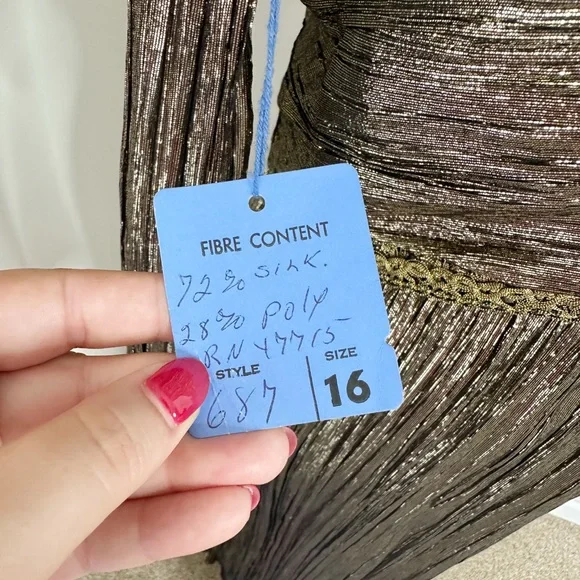 FIBRE CONTENT
72% SILK.
28% POLY
RN 47715
STYLE SIZE
687 16